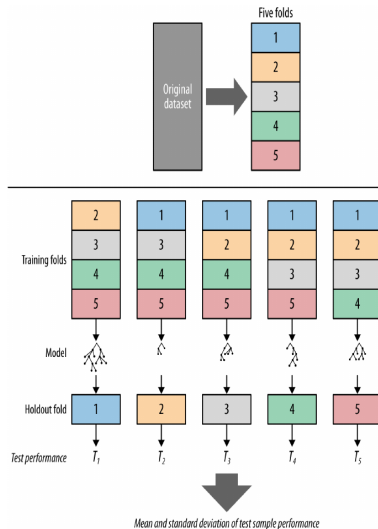 Five folds
1
2
3
4
5
Original
dataset
Training folds
2 1 1 1 1
3 3 2 2 2
4 4 4 3 3
5 5 5 5 4
Model
Holdout fold 1 2 3 4 5
Test performance T₁ T₂ T₃ T₄ T₅
Mean and standard deviation of test sample performance